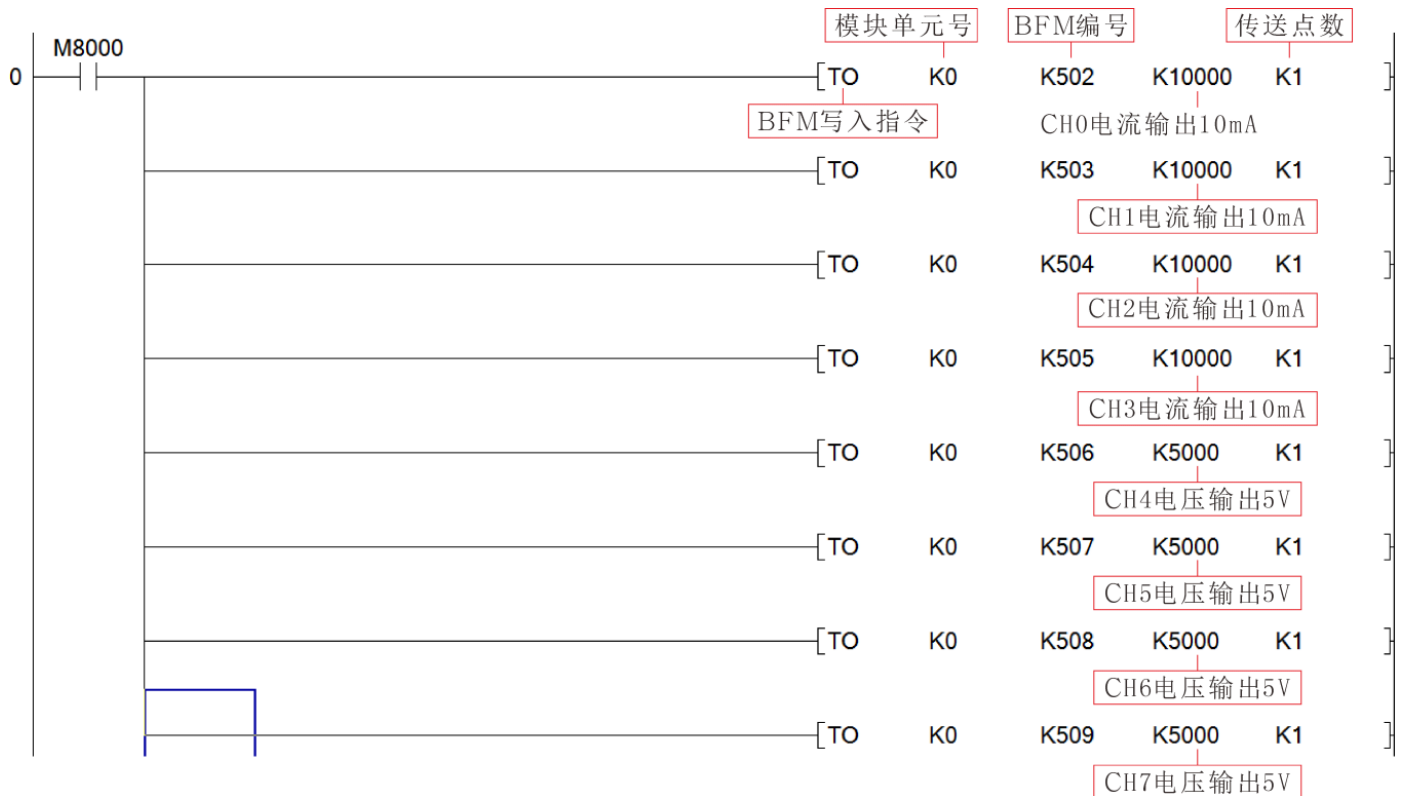 模块单元号 BFM编号 传送点数
M8000
0 TO K0 K502 K10000 K1
BFM写入指令 CH0电流输出10mA
TO K0 K503 K10000 K1
CH1电流输出10mA
TO K0 K504 K10000 K1
CH2电流输出10mA
TO K0 K505 K10000 K1
CH3电流输出10mA
TO K0 K506 K5000 K1
CH4电压输出5V
TO K0 K507 K5000 K1
CH5电压输出5V
TO K0 K508 K5000 K1
CH6电压输出5V
TO K0 K509 K5000 K1
CH7电压输出5V